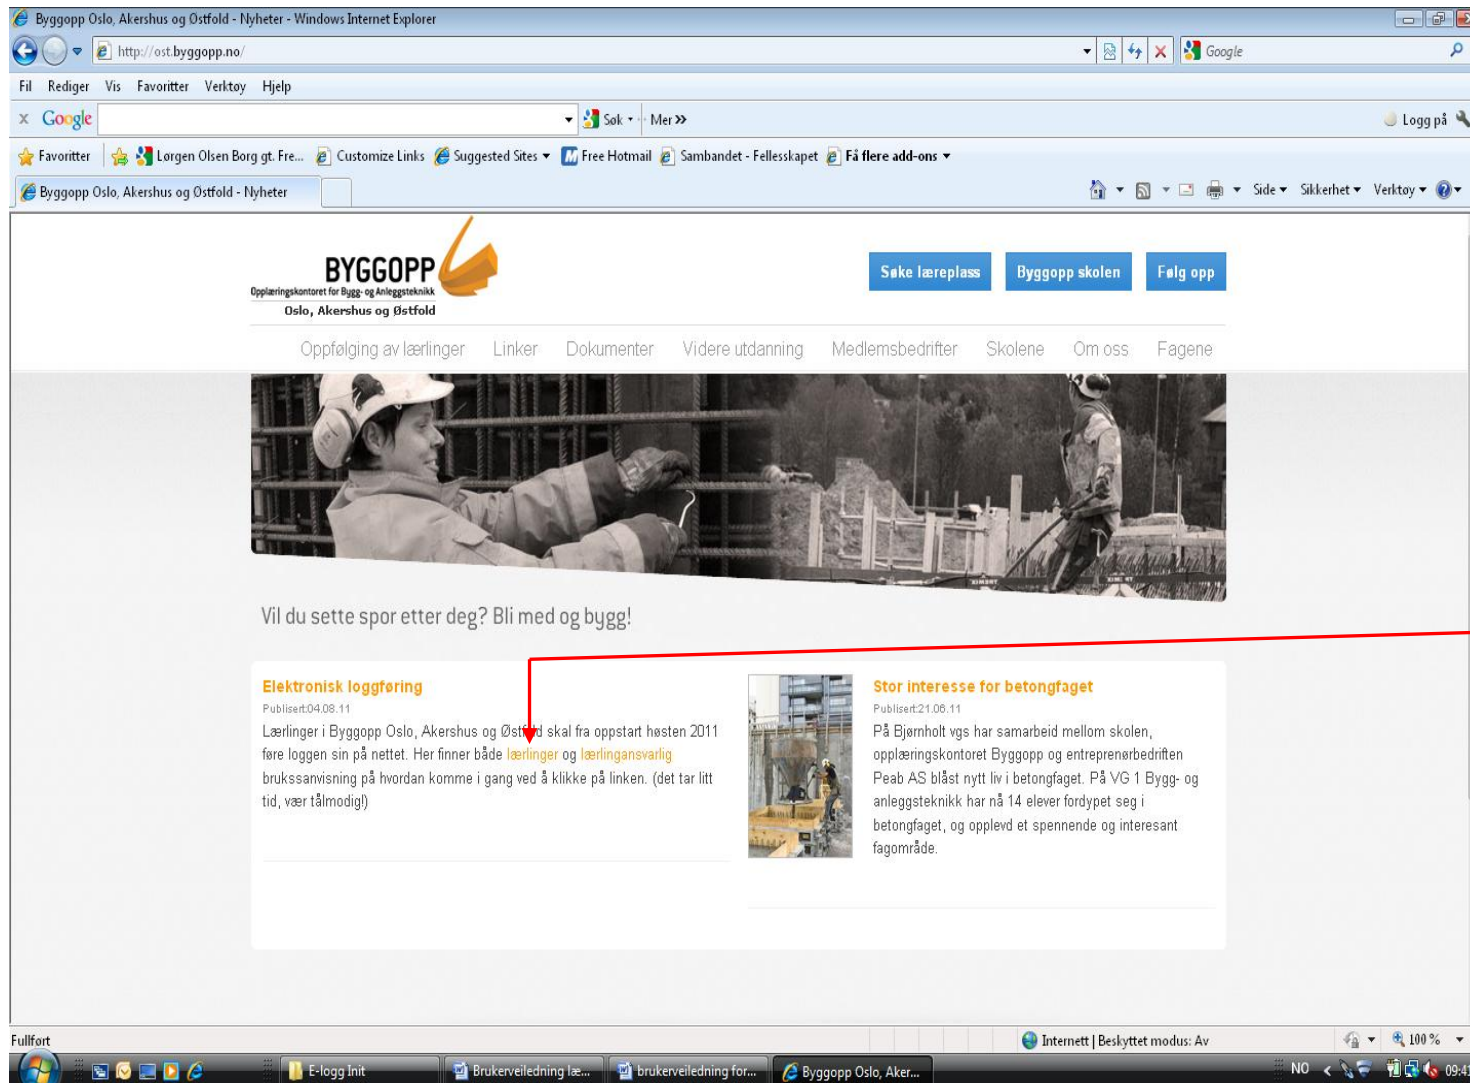 Byggopp Oslo, Akershus og Østfold - Nyheter - Windows Internet Explorer
http://ost.byggopp.no/
Google
Fil Rediger Vis Favoritter Verktøy Hjelp
x Google Søk Mer >> Logg på
Favoritter Lørgen Olsen Borg gt. Fre... Customize Links Suggested Sites Free Hotmail Sambandet - Fellesskapet Få flere add-ons
Byggopp Oslo, Akershus og Østfold - Nyheter Side Sikkerhet Verktøy
BYGGOPP
Opplæringskontoret for Bygg- og Anleggsteknikk
Oslo, Akershus og Østfold
Søke læreplass Byggopp skolen Følg opp
Oppfølging av lærlinger Linker Dokumenter Videre utdanning Medlemsbedrifter Skolene Om oss Fagene
Vil du sette spor etter deg? Bli med og bygg!
Elektronisk loggføring
Publisert:04.08.11
Lærlinger i Byggopp Oslo, Akershus og Østfold skal fra oppstart høsten 2011
føre loggen sin på nettet. Her finner både lærlinger og lærlingansvarlig
brukssanvisning på hvordan komme i gang ved å klikke på linken. (det tar litt
tid, vær tålmodig!)
Stor interesse for betongfaget
Publisert:21.06.11
På Bjørnholt vgs har samarbeid mellom skolen,
opplæringskontoret Byggopp og entreprenørbedriften
Peab AS blåst nytt liv i betongfaget. På VG 1 Bygg- og
anleggsteknikk har nå 14 elever fordypet seg i
betongfaget, og opplevd et spennende og interesant
fagområde.
Fullført Internett | Beskyttet modus: Av 100 %
E-logg Init Brukerveiledning læ... brukerveiledning for... Byggopp Oslo, Aker... NO 09:41